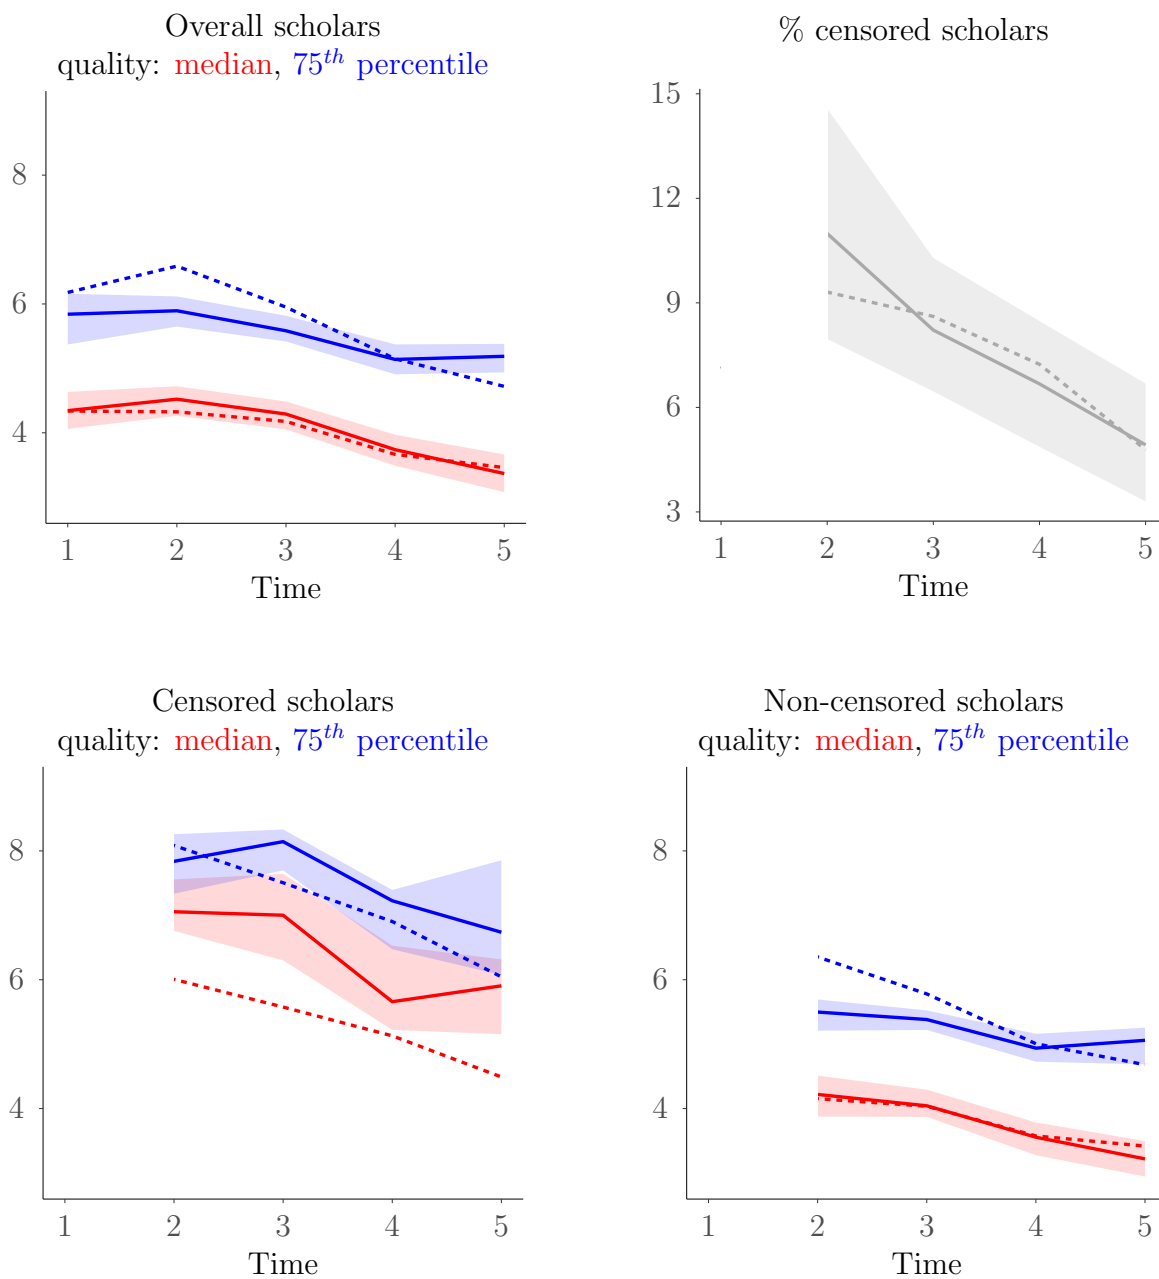 Overall scholars
quality: median, 75th percentile
8
6
4
1 2 3 4 5
Time
% censored scholars
15
12
9
6
3
1 2 3 4 5
Time
Censored scholars
quality: median, 75th percentile
8
6
4
1 2 3 4 5
Time
Non-censored scholars
quality: median, 75th percentile
8
6
4
1 2 3 4 5
Time